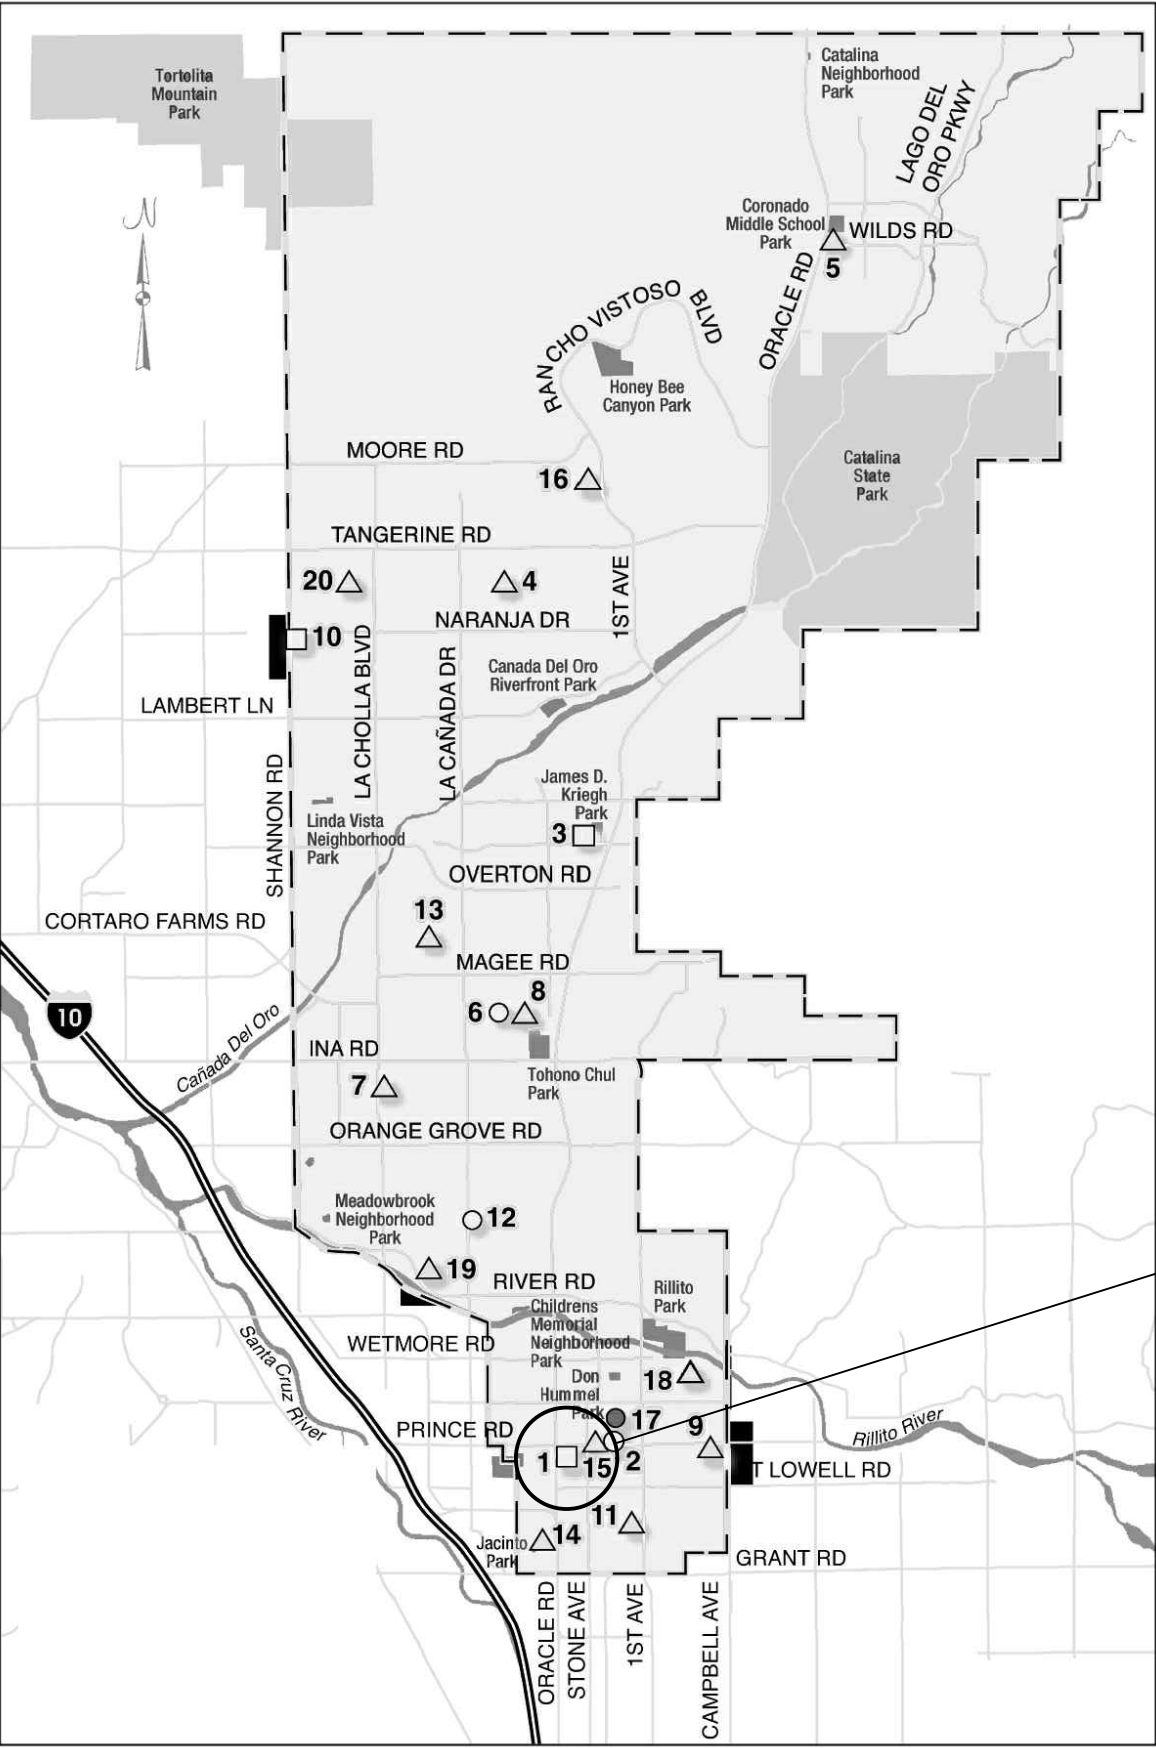 Tortolita
Mountain
Park
Catalina
Neighborhood
Park
LAGO DEL
ORO PKWY
N
Coronado
Middle School
Park
WILDS RD
5
ORACLE RD
RANCHO VISTOSO BLVD
Honey Bee
Canyon Park
MOORE RD
16
Catalina
State
Park
TANGERINE RD
20
4
1ST AVE
NARANJA DR
10
LA CHOLLA BLVD
LA CAÑADA DR
Canada Del Oro
Riverfront Park
LAMBERT LN
SHANNON RD
James D.
Kriegh
Park
Linda Vista
Neighborhood
Park
3
OVERTON RD
13
CORTARO FARMS RD
MAGEE RD
8
6
10
Cañada Del Oro
INA RD
7
Tohono Chul
Park
ORANGE GROVE RD
Meadowbrook
Neighborhood
Park
12
19
RIVER RD
Rillito
Park
Childrens
Memorial
Neighborhood
Park
WETMORE RD
Santa Cruz River
Don
Hummel
Park
18
17
PRINCE RD
9
Rillito River
1
15
2
T LOWELL RD
11
14
Jacinto
Park
GRANT RD
ORACLE RD
STONE AVE
1ST AVE
CAMPBELL AVE